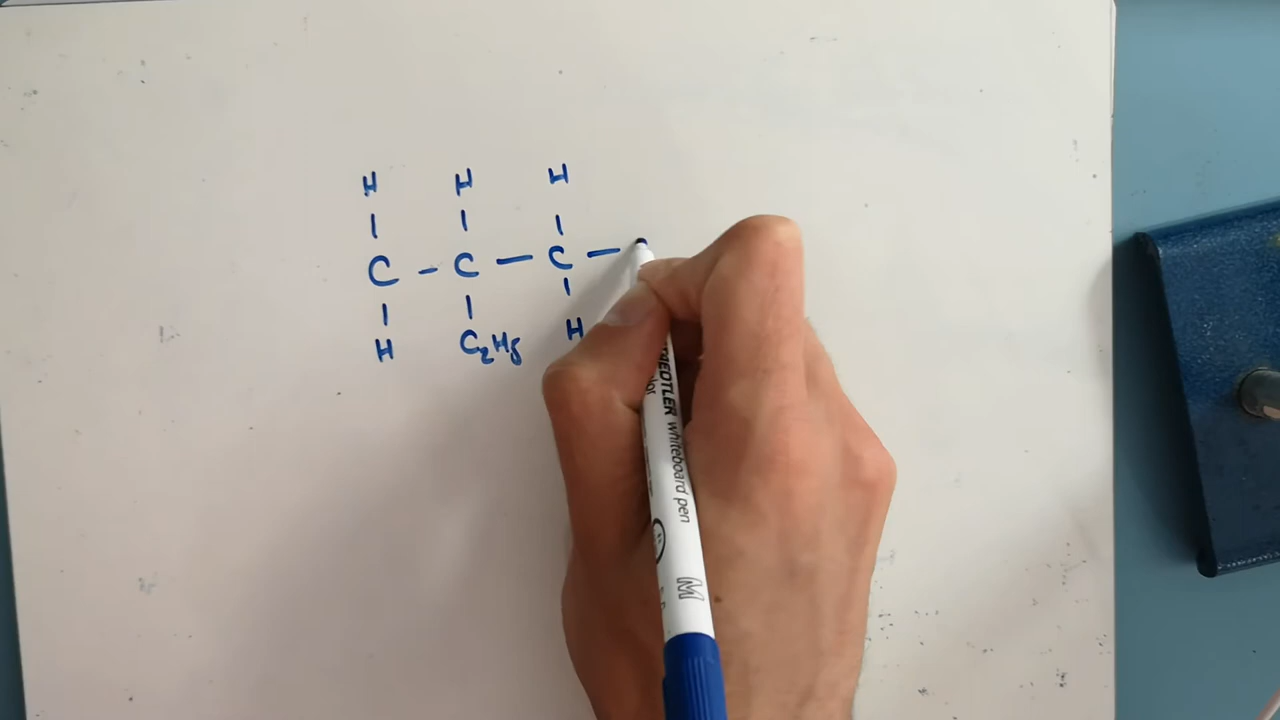 H H H
C - C - C -
H C₂H₅ H
STAEDTLER whiteboard pen
M